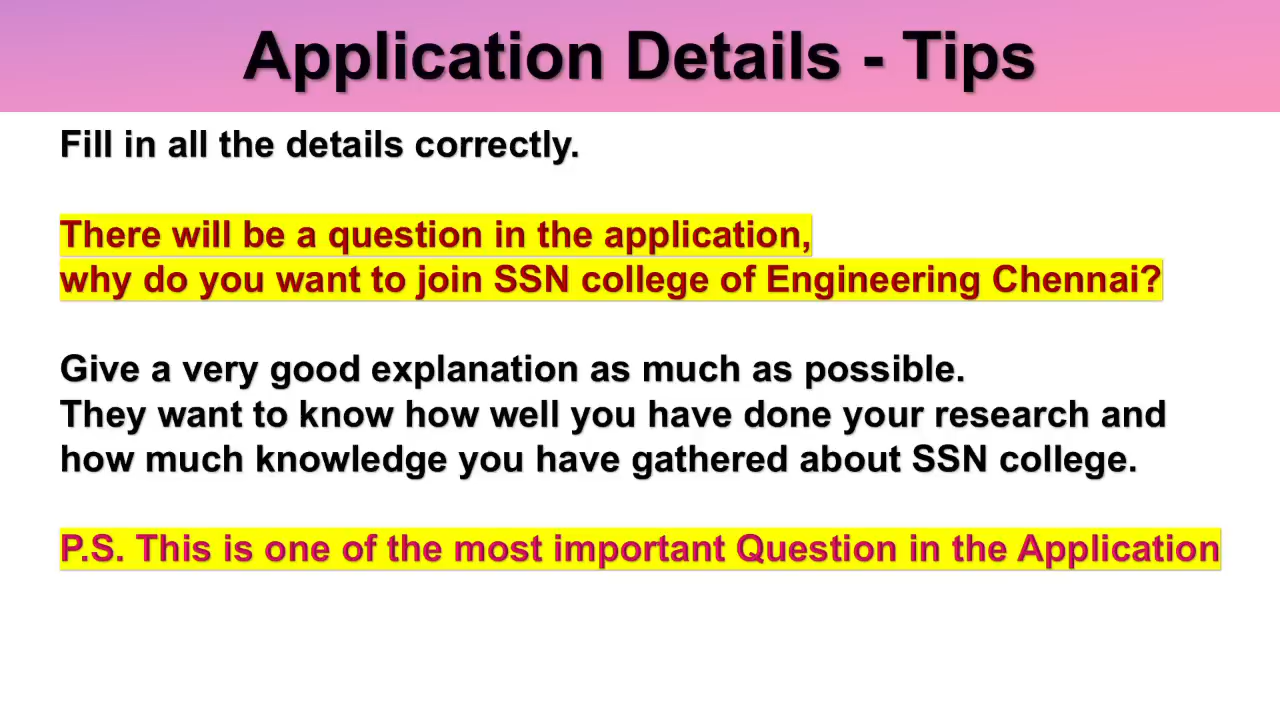 Application Details - Tips
Fill in all the details correctly.
There will be a question in the application,
why do you want to join SSN college of Engineering Chennai?
Give a very good explanation as much as possible.
They want to know how well you have done your research and
how much knowledge you have gathered about SSN college.
P.S. This is one of the most important Question in the Application